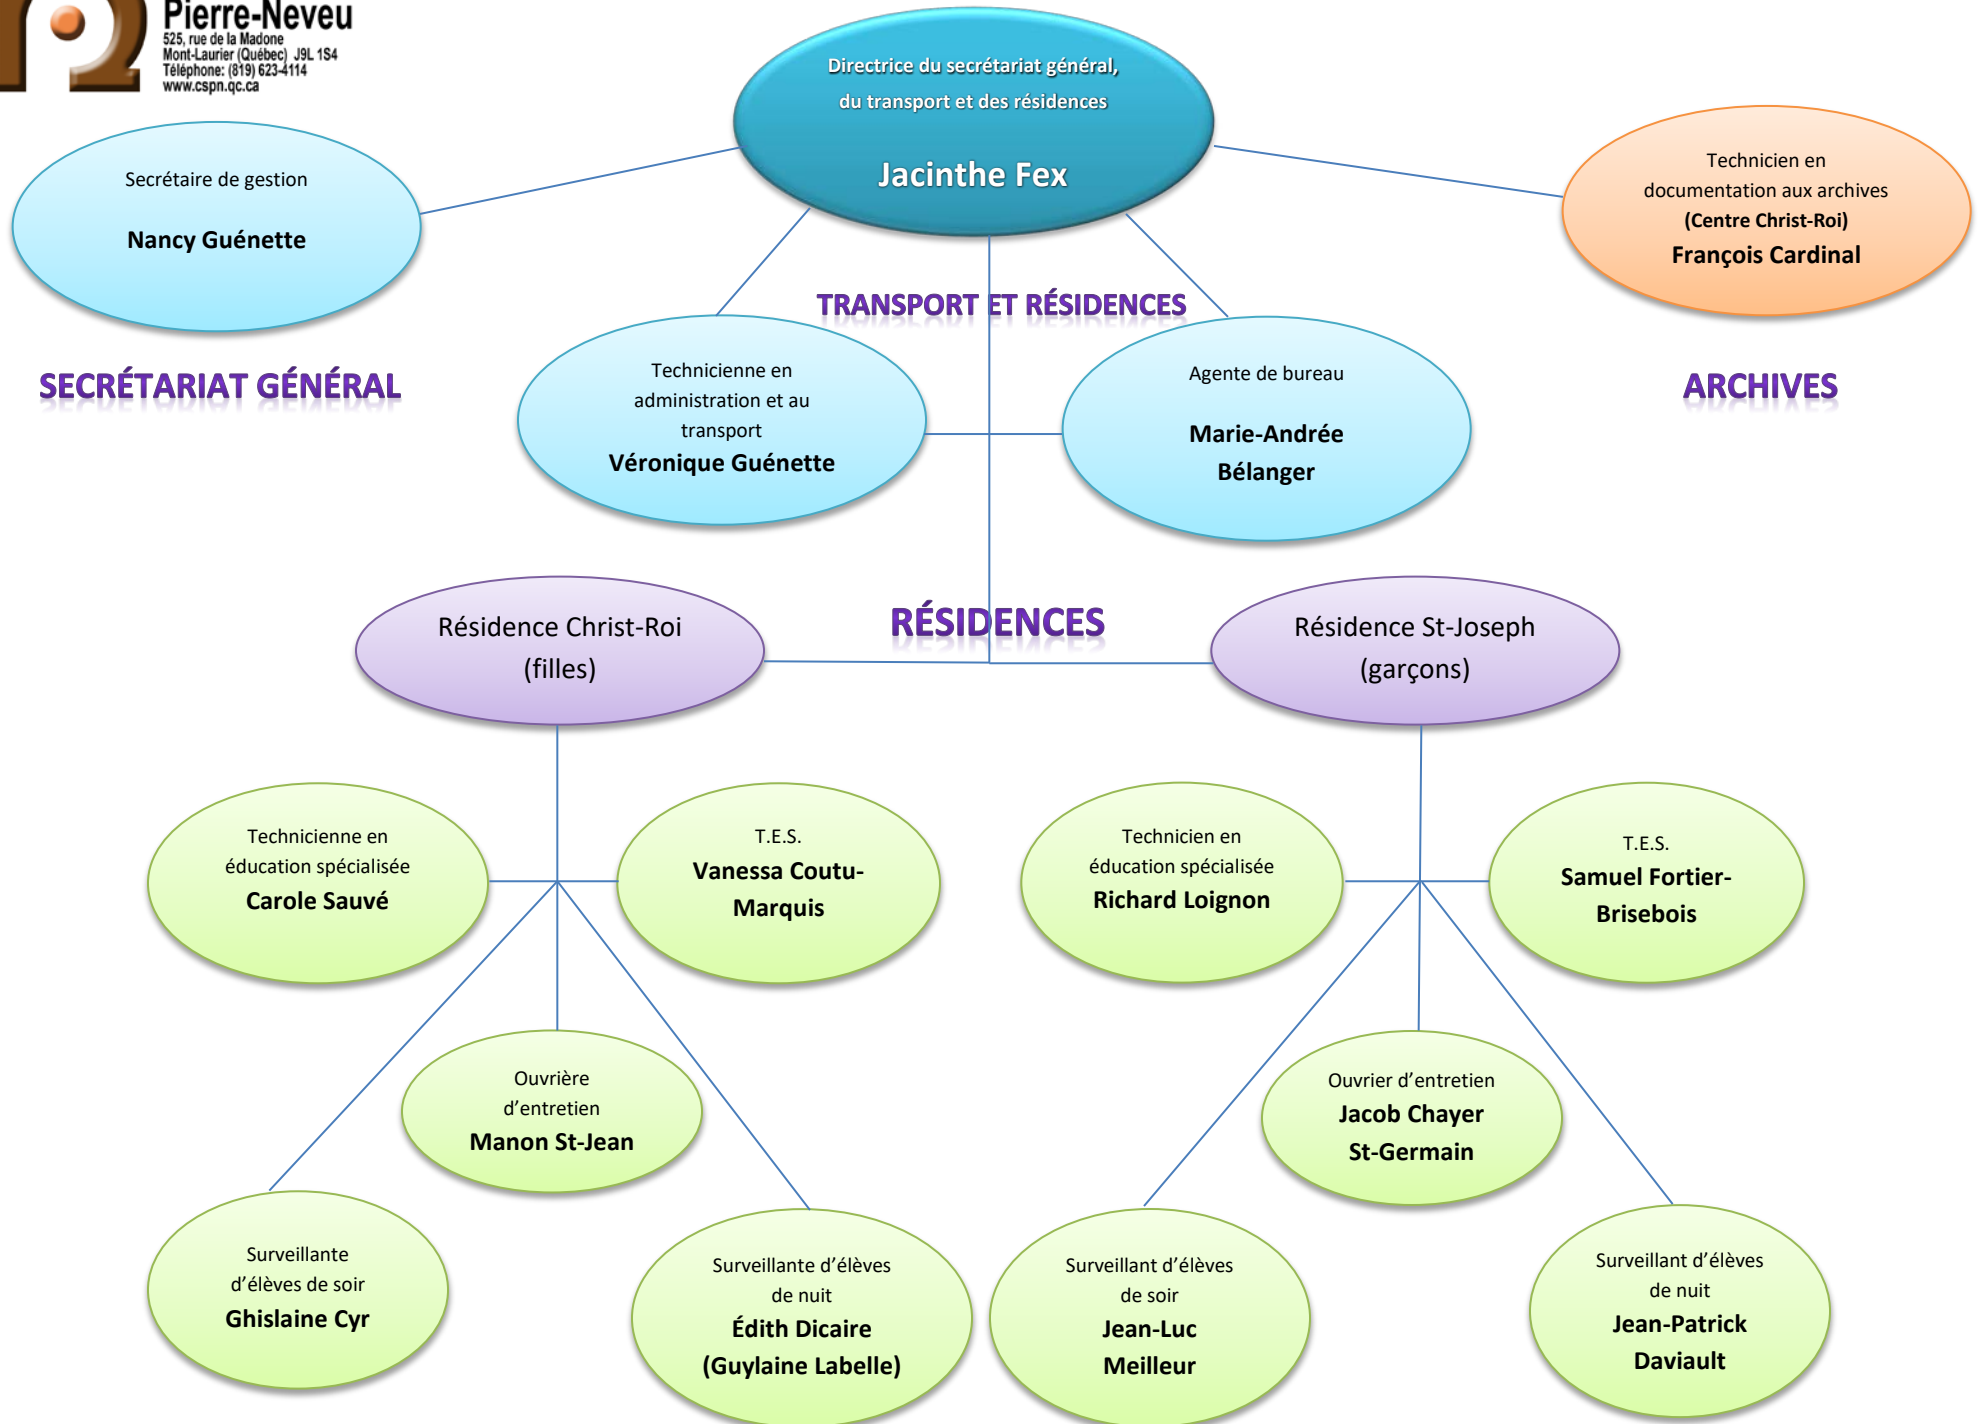 Pierre-Neveu
525, rue de la Madone
Mont-Laurier (Québec) J9L 1S4
Téléphone: (819) 623-4114
www.cspn.qc.ca
Directrice du secrétariat général,
du transport et des résidences
Jacinthe Fex
Secrétaire de gestion
Nancy Guénette
Technicien en
documentation aux archives
(Centre Christ-Roi)
François Cardinal
TRANSPORT ET RÉSIDENCES
SECRÉTARIAT GÉNÉRAL
Technicienne en
administration et au
transport
Véronique Guénette
Agente de bureau
Marie-Andrée
Bélanger
ARCHIVES
Résidence Christ-Roi
(filles)
RÉSIDENCES
Résidence St-Joseph
(garçons)
Technicienne en
éducation spécialisée
Carole Sauvé
T.E.S.
Vanessa Coutu-
Marquis
Technicien en
éducation spécialisée
Richard Loignon
T.E.S.
Samuel Fortier-
Brisebois
Ouvrière
d’entretien
Manon St-Jean
Ouvrier d’entretien
Jacob Chayer
St-Germain
Surveillante
d’élèves de soir
Ghislaine Cyr
Surveillante d’élèves
de nuit
Édith Dicaire
(Guylaine Labelle)
Surveillant d’élèves
de soir
Jean-Luc
Meilleur
Surveillant d’élèves
de nuit
Jean-Patrick
Daviault